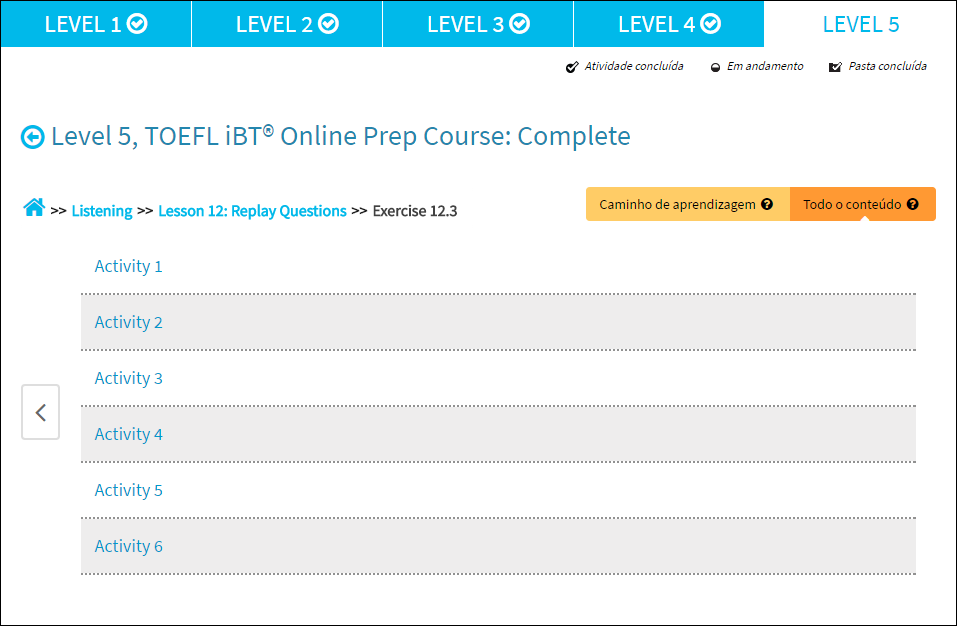 LEVEL 1 LEVEL 2 LEVEL 3 LEVEL 4 LEVEL 5
Atividade concluída Em andamento Pasta concluída
Level 5, TOEFL iBT® Online Prep Course: Complete
>> Listening >> Lesson 12: Replay Questions >> Exercise 12.3
Caminho de aprendizagem ? Todo o conteúdo ?
Activity 1
Activity 2
Activity 3
Activity 4
Activity 5
Activity 6